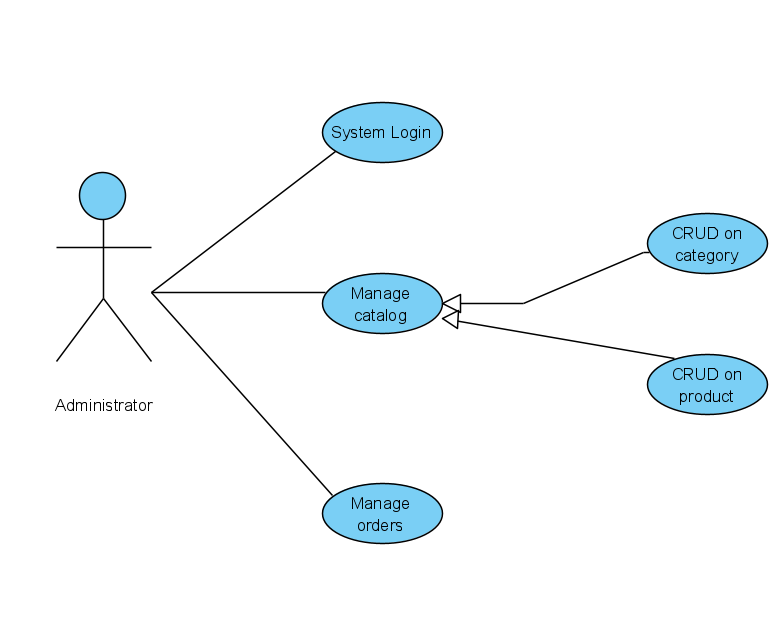 System Login
CRUD on
category
Manage
catalog
CRUD on
product
Administrator
Manage
orders